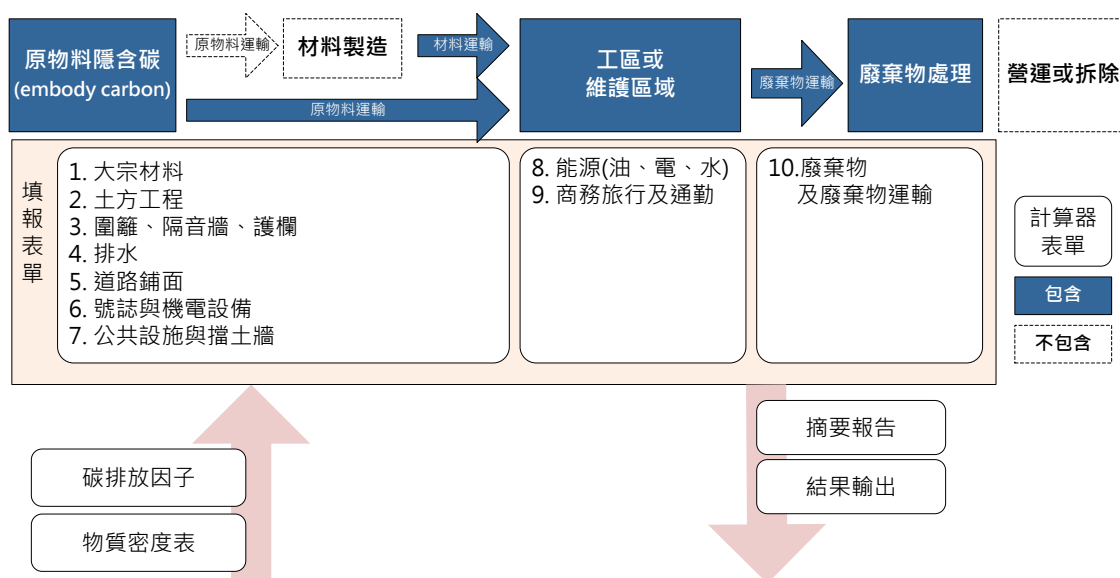 原物料隱含碳
(embody carbon)
原物料運輸
材料製造
材料運輸
原物料運輸
工區或
維護區域
廢棄物運輸
廢棄物處理
營運或拆除
填報表單
1. 大宗材料
2. 土方工程
3. 圍籬、隔音牆、護欄
4. 排水
5. 道路鋪面
6. 號誌與機電設備
7. 公共設施與擋土牆
8. 能源(油、電、水)
9. 商務旅行及通勤
10.廢棄物
及廢棄物運輸
計算器
表單
包含
不包含
碳排放因子
物質密度表
摘要報告
結果輸出